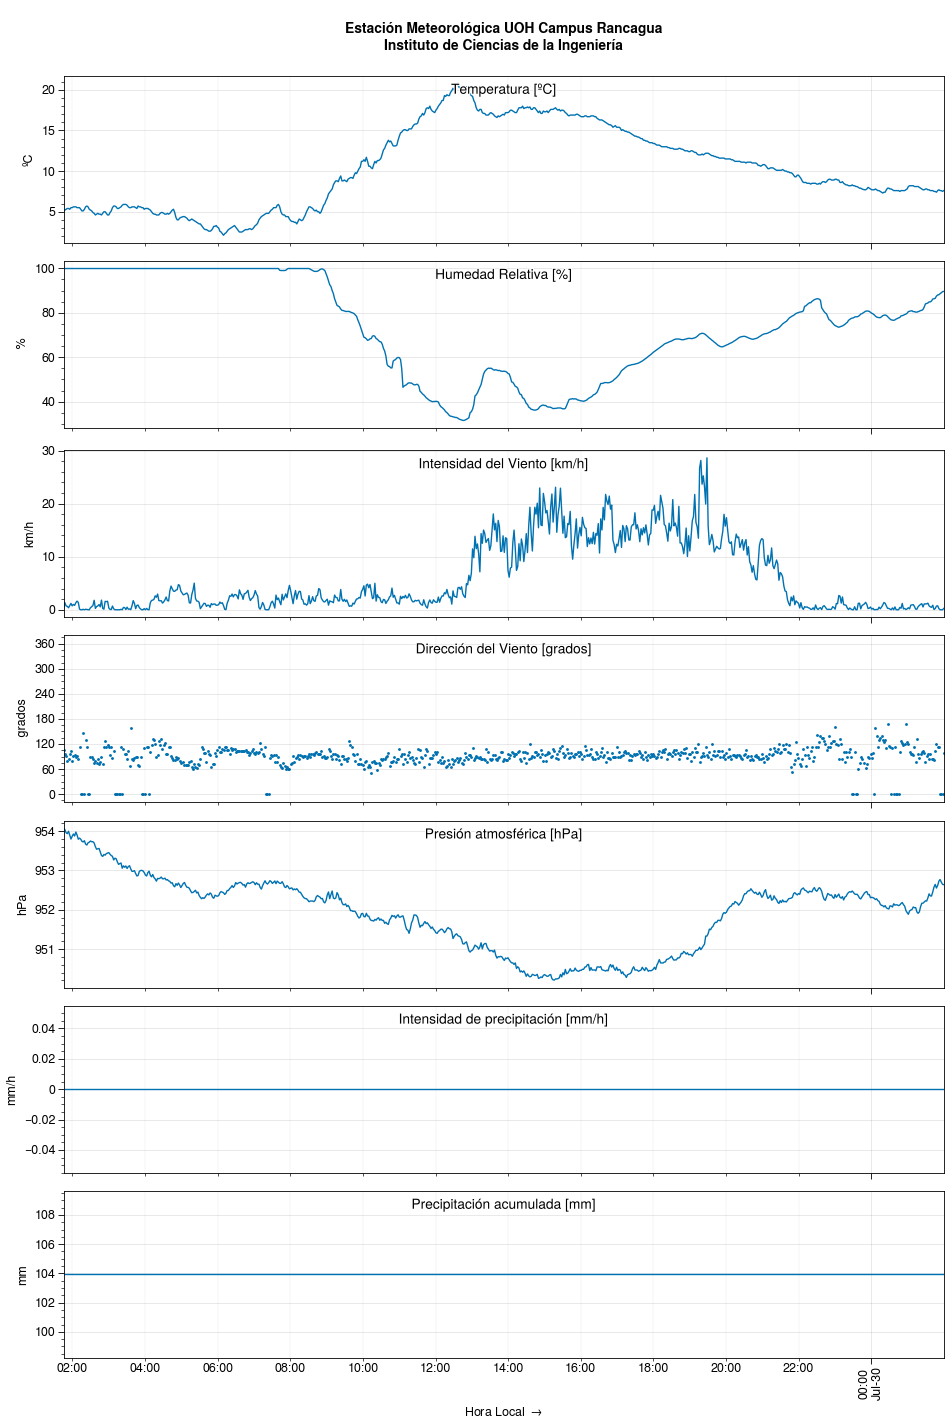 Estación Meteorológica UOH Campus Rancagua
Instituto de Ciencias de la Ingeniería
Temperatura [ºC]
20
15
10
5
ºC
Humedad Relativa [%]
100
80
60
40
%
Intensidad del Viento [km/h]
30
20
10
0
km/h
Dirección del Viento [grados]
360
300
240
180
120
60
0
grados
Presión atmosférica [hPa]
954
953
952
951
hPa
Intensidad de precipitación [mm/h]
0.04
0.02
0
−0.02
−0.04
mm/h
Precipitación acumulada [mm]
108
106
104
102
100
mm
02:00 04:00 06:00 08:00 10:00 12:00 14:00 16:00 18:00 20:00 22:00 00:00
Jul-30
Hora Local →